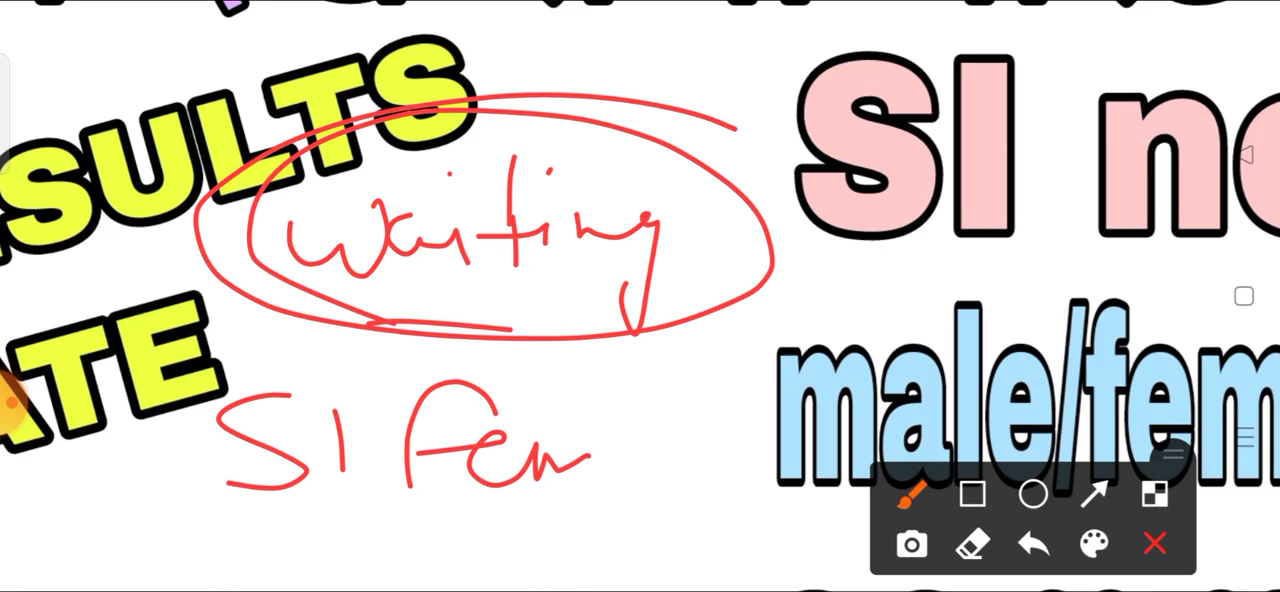 SULTS
waiting
ATE
SI Fem
SI no
male/fem